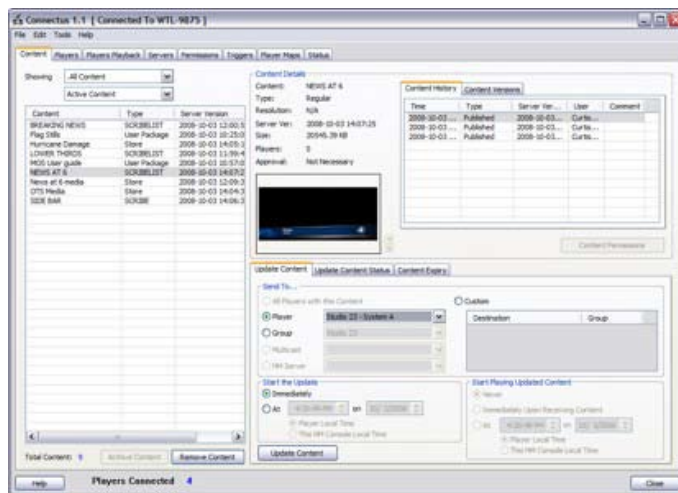 Connectus 1.1 [ Connected To WTL-9875 ]
File Edit Tools Help
Content Players Players Playback Servers Permissions Triggers Player Maps Status
Showing All Content
Active Content
Content Type Server Version
BREAKING NEWS SCRIBELIST 2008-10-03 12:00:5
Flag Stills User Package 2008-10-03 10:25:0
Hurricane Damage Store 2008-10-03 14:05:1
LOWER THIRDS SCRIBELIST 2008-10-03 11:59:4
MOS User guide User Package 2008-10-03 10:57:0
NEWS AT 6 SCRIBELIST 2008-10-03 14:07:2
News at 6 media Store 2008-10-03 12:09:3
OTS Media Store 2008-10-03 14:04:3
SIDE BAR SCRIBE 2008-10-03 14:06:3
Total Content: 9 Archive Content Remove Content
Content Details
Content: NEWS AT 6
Type: Regular
Resolution: N/A
Server Ver: 2008-10-03 14:07:25
Size: 20545.39 KB
Players: 0
Approval: Not Necessary
Content History Content Versions
Time Type Server Ver... User Comment
2008-10-03 ... Published 2008-10-03 ... Curtis...
2008-10-03 ... Published 2008-10-03 ... Curtis...
2008-10-03 ... Published 2008-10-03 ... Curtis...
Content Permissions
Update Content Update Content Status Content Expiry
Send To...
All Players with this Content Custom
Player Studio 23 - System A Destination Group
Group Studio 23
Multicast
HM Server
Start the Update
Immediately
At on
Player Local Time
This HM Console Local Time
Start Playing Updated Content
Never
Immediately Upon Receiving Content
At on
Player Local Time
This HM Console Local Time
Update Content
Help Players Connected 4 Close